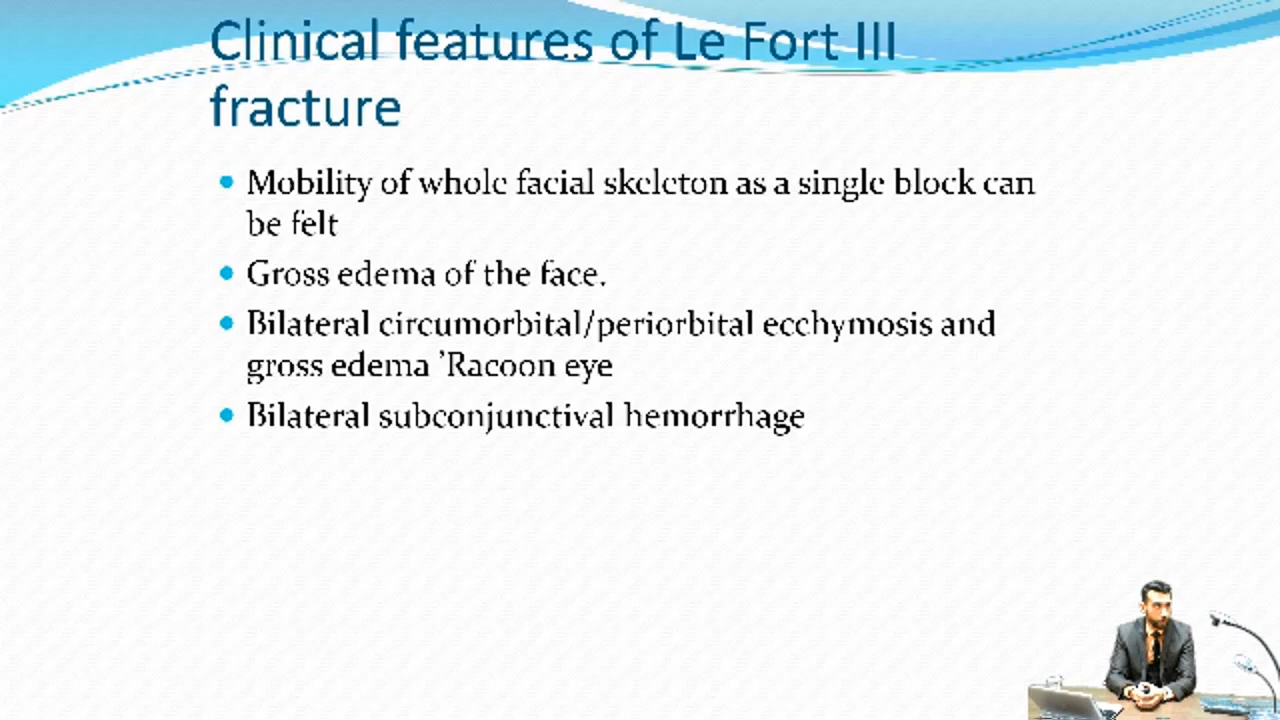 Clinical features of Le Fort III
fracture
• Mobility of whole facial skeleton as a single block can
be felt
• Gross edema of the face.
• Bilateral circumorbital/periorbital ecchymosis and
gross edema ’Racoon eye
• Bilateral subconjunctival hemorrhage